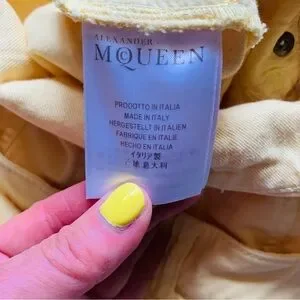 ALEXANDER
MCQUEEN
PRODOTTO IN ITALIA
MADE IN ITALY
HERGESTELLT IN ITALIEN
FABRIQUE EN ITALIE
HECHO EN ITALIA
イタリア製
意大利